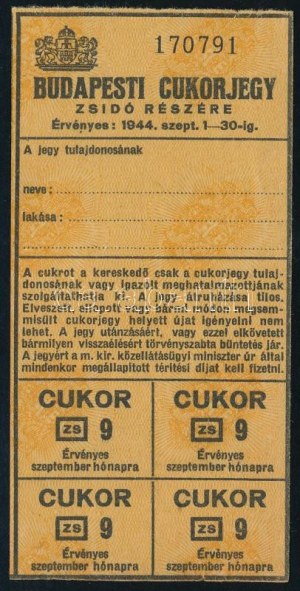 170791
BUDAPESTI CUKORJEGY
ZSIDÓ RÉSZÉRE
Érvényes: 1944. szept. 1—30-ig.
A jegy tulajdonosának
neve:
lakása:
A cukrot a kereskedő csak a cukorjegy tulaj-
donosának vagy igazolt meghatalmazottjának
szolgáltathatja ki. A jegy átruházása tilos.
Elveszett, ellopott vagy bármi módon megsem-
misült cukorjegy helyett újat igényelni nem
lehet. A jegy utánzásáért, vagy ezzel elkövetett
bármilyen visszaélésért törvényszabta büntetés jár.
A jegyért a m. kir. közellátásügyi miniszter úr által
mindenkor megállapított térítési díjat kell fizetni.
CUKOR
ZS 9
Érvényes
szeptember hónapra
CUKOR
ZS 9
Érvényes
szeptember hónapra
CUKOR
ZS 9
Érvényes
szeptember hónapra
CUKOR
ZS 9
Érvényes
szeptember hónapra